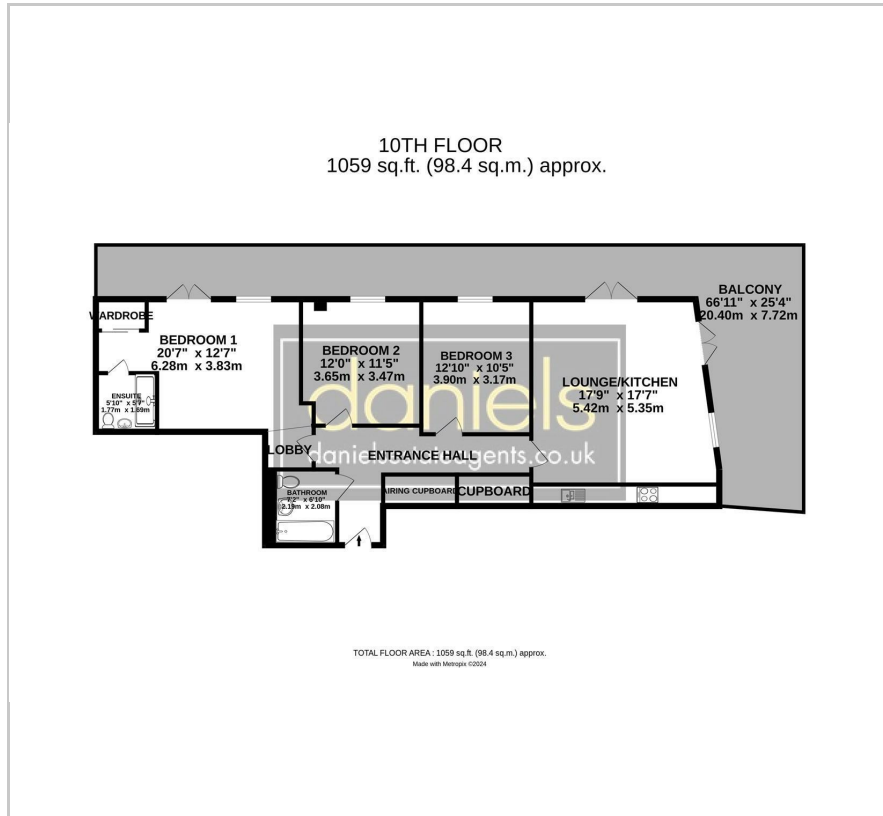 10TH FLOOR
1059 sq.ft. (98.4 sq.m.) approx.
BALCONY
66'11" x 25'4"
20.40m x 7.72m
WARDROBE
BEDROOM 1
20'7" x 12'7"
6.28m x 3.83m
BEDROOM 2
12'0" x 11'5"
3.65m x 3.47m
BEDROOM 3
12'10" x 10'5"
3.90m x 3.17m
LOUNGE/KITCHEN
17'9" x 17'7"
5.42m x 5.35m
ENSUITE
5'10" x 5'7"
1.77m x 1.69m
daniels
LOBBY
ENTRANCE HALL
danielsestateagents.co.uk
BATHROOM
7'2" x 6'10"
2.19m x 2.08m
AIRING CUPBOARD
CUPBOARD
TOTAL FLOOR AREA : 1059 sq.ft. (98.4 sq.m.) approx.
Made with Metropix ©2024